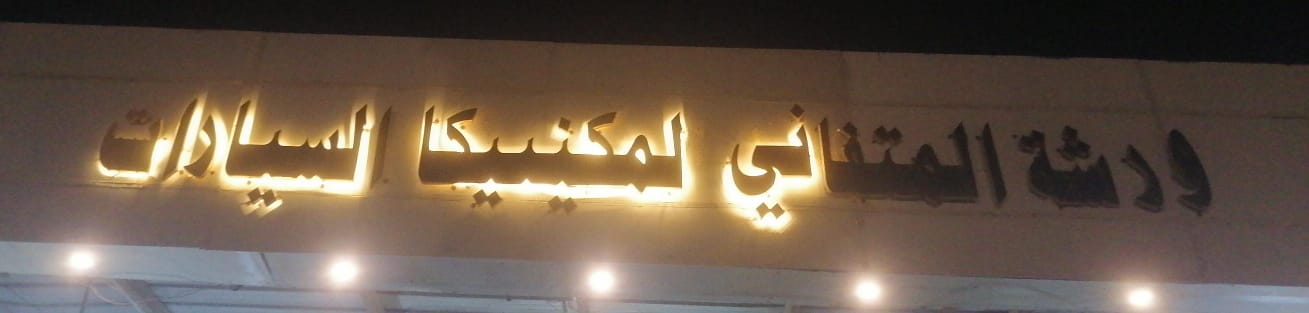 ورشة المتفاني لمكنيكا السيارات